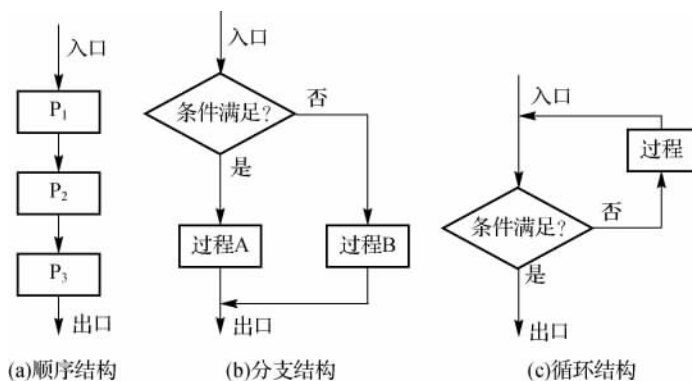 入口
P₁
P₂
P₃
出口
(a)顺序结构
入口
条件满足?
否
是
过程A
过程B
出口
(b)分支结构
入口
过程
条件满足?
否
是
出口
(c)循环结构